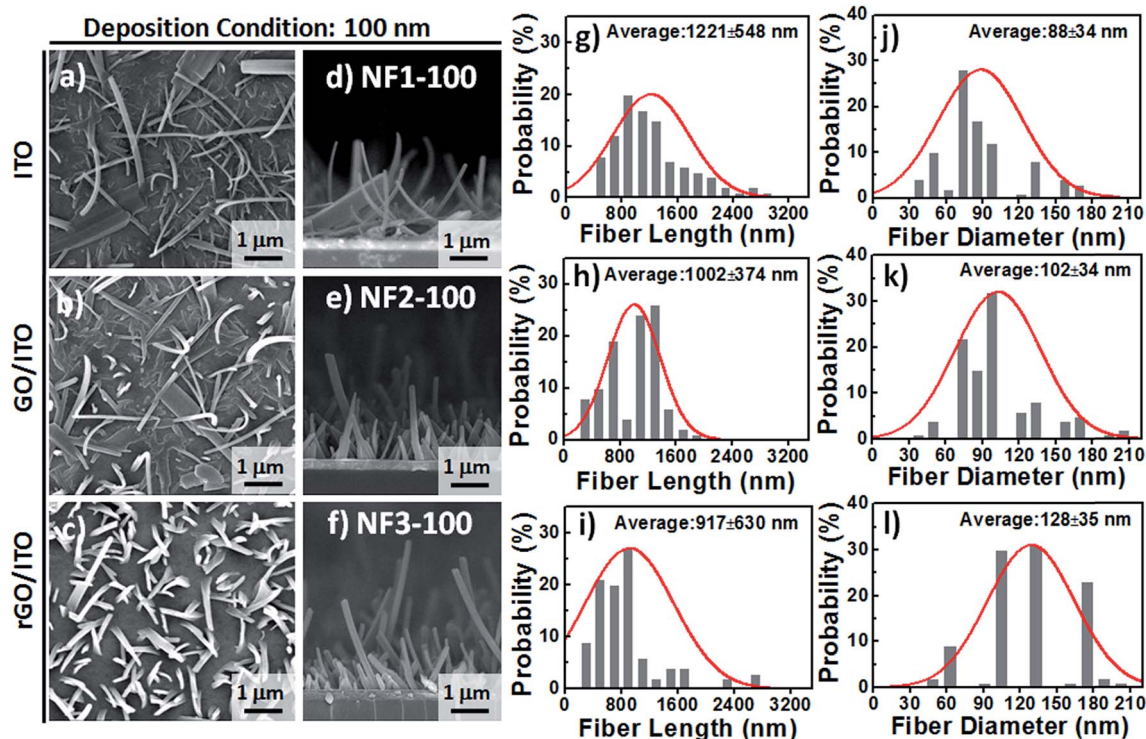 Deposition Condition: 100 nm
ITO
GO/ITO
rGO/ITO
a)
1 μm
d) NF1-100
1 μm
b)
1 μm
e) NF2-100
1 μm
c)
1 μm
f) NF3-100
1 μm
g)
Average:1221±548 nm
Probability (%)
30
20
10
0
0 800 1600 2400 3200
Fiber Length (nm)
j)
Average:88±34 nm
Probability (%)
40
30
20
10
0
0 30 60 90 120 150 180 210
Fiber Diameter (nm)
h)
Average:1002±374 nm
Probability (%)
30
20
10
0
0 800 1600 2400 3200
Fiber Length (nm)
k)
Average:102±34 nm
Probability (%)
40
30
20
10
0
0 30 60 90 120 150 180 210
Fiber Diameter (nm)
i)
Average:917±630 nm
Probability (%)
30
20
10
0
0 800 1600 2400 3200
Fiber Length (nm)
l)
Average:128±35 nm
Probability (%)
40
30
20
10
0
0 30 60 90 120 150 180 210
Fiber Diameter (nm)